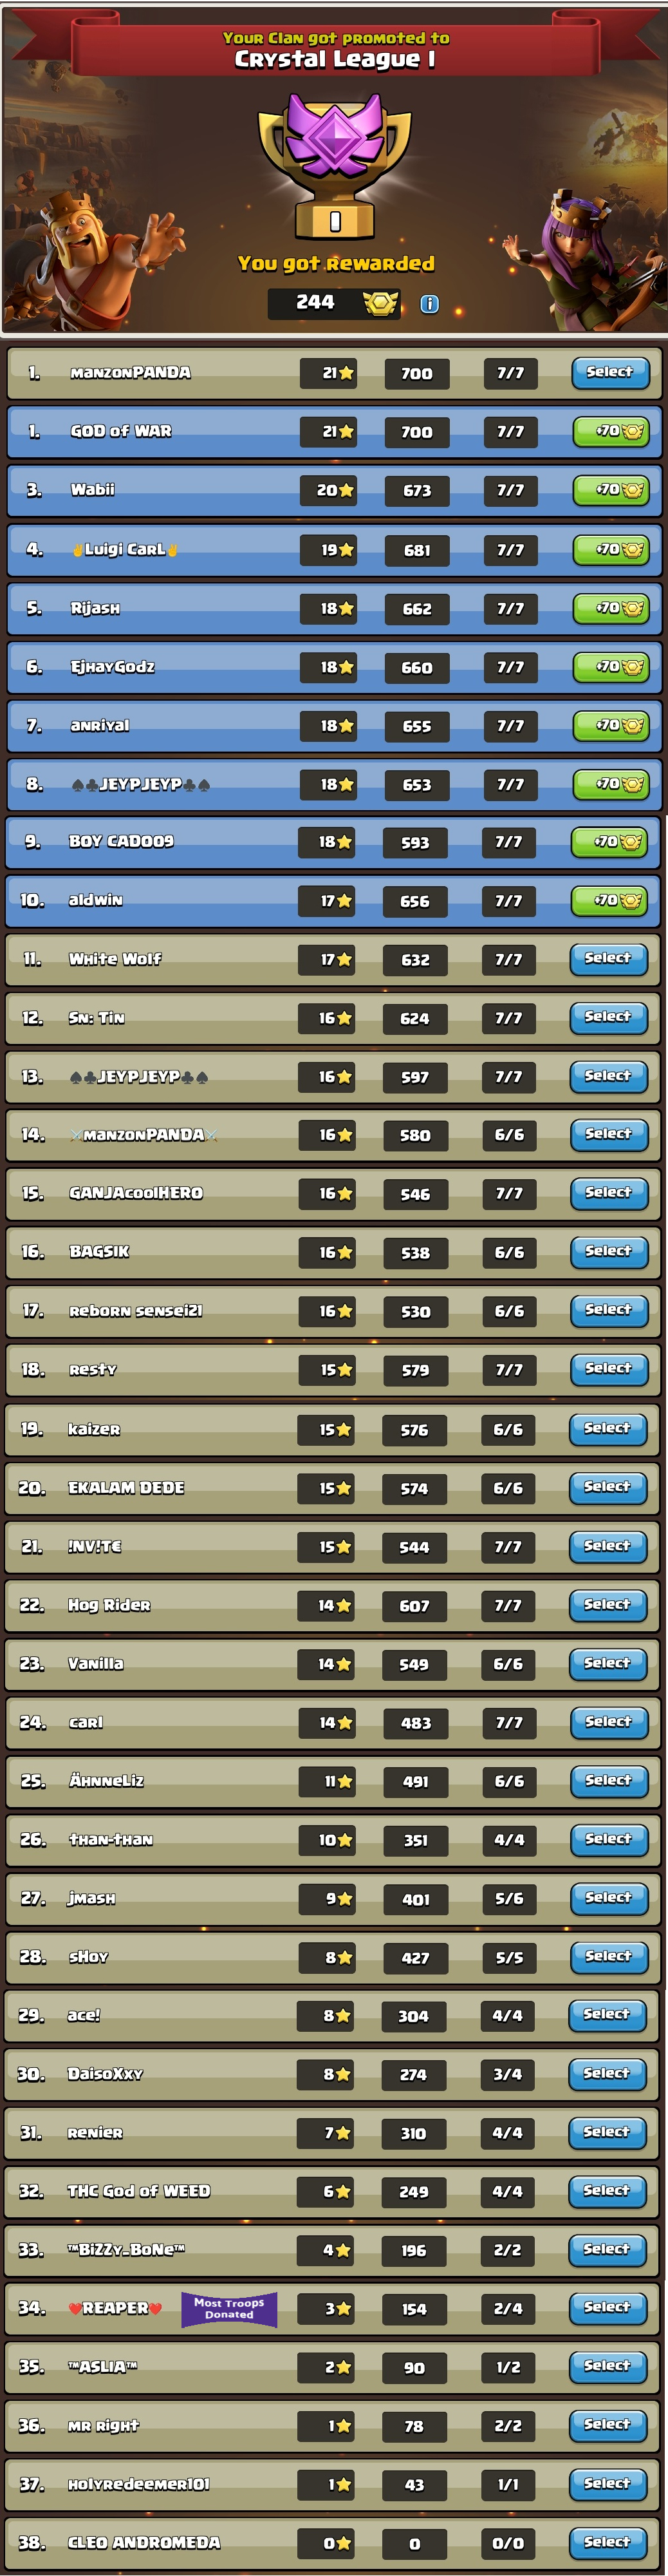 Your Clan got promoted to
Crystal League I
I
You got rewarded
244 i
1. manzonPANDA 21 700 7/7 Select
1. GOD of WAR 21 700 7/7 +70
3. Wabii 20 673 7/7 +70
4. ✌Luigi CarL✌ 19 681 7/7 +70
5. Rijash 18 662 7/7 +70
6. EjhayGodz 18 660 7/7 +70
7. anriyal 18 655 7/7 +70
8. ♠♣JEYPJEYP♣♠ 18 653 7/7 +70
9. BOY CADOO9 18 593 7/7 +70
10. aldwin 17 656 7/7 +70
11. White Wolf 17 632 7/7 Select
12. Sn: Tin 16 624 7/7 Select
13. ♠♣JEYPJEYP♣♠ 16 597 7/7 Select
14. ⚔manzonPANDA⚔ 16 580 6/6 Select
15. GANJAcoolHERO 16 546 7/7 Select
16. BAGSIK 16 538 6/6 Select
17. reborn sensei21 16 530 6/6 Select
18. resty 15 579 7/7 Select
19. kaizer 15 576 6/6 Select
20. EKALAM DEDE 15 574 6/6 Select
21. !NV!T€ 15 544 7/7 Select
22. Hog Rider 14 607 7/7 Select
23. Vanilla 14 549 6/6 Select
24. carl 14 483 7/7 Select
25. ÄhnneLiz 11 491 6/6 Select
26. than-than 10 351 4/4 Select
27. jmash 9 401 5/6 Select
28. sHoy 8 427 5/5 Select
29. ace! 8 304 4/4 Select
30. DaisoXxy 8 274 3/4 Select
31. renier 7 310 4/4 Select
32. THC God of WEED 6 249 4/4 Select
33. ™BiZZy_BoNe™ 4 196 2/2 Select
34. ❤REAPER❤ Most Troops Donated 3 154 2/4 Select
35. ™ASLIA™ 2 90 1/2 Select
36. mr right 1 78 2/2 Select
37. holyredeemer101 1 43 1/1 Select
38. CLEO ANDROMEDA 0 0 0/0 Select